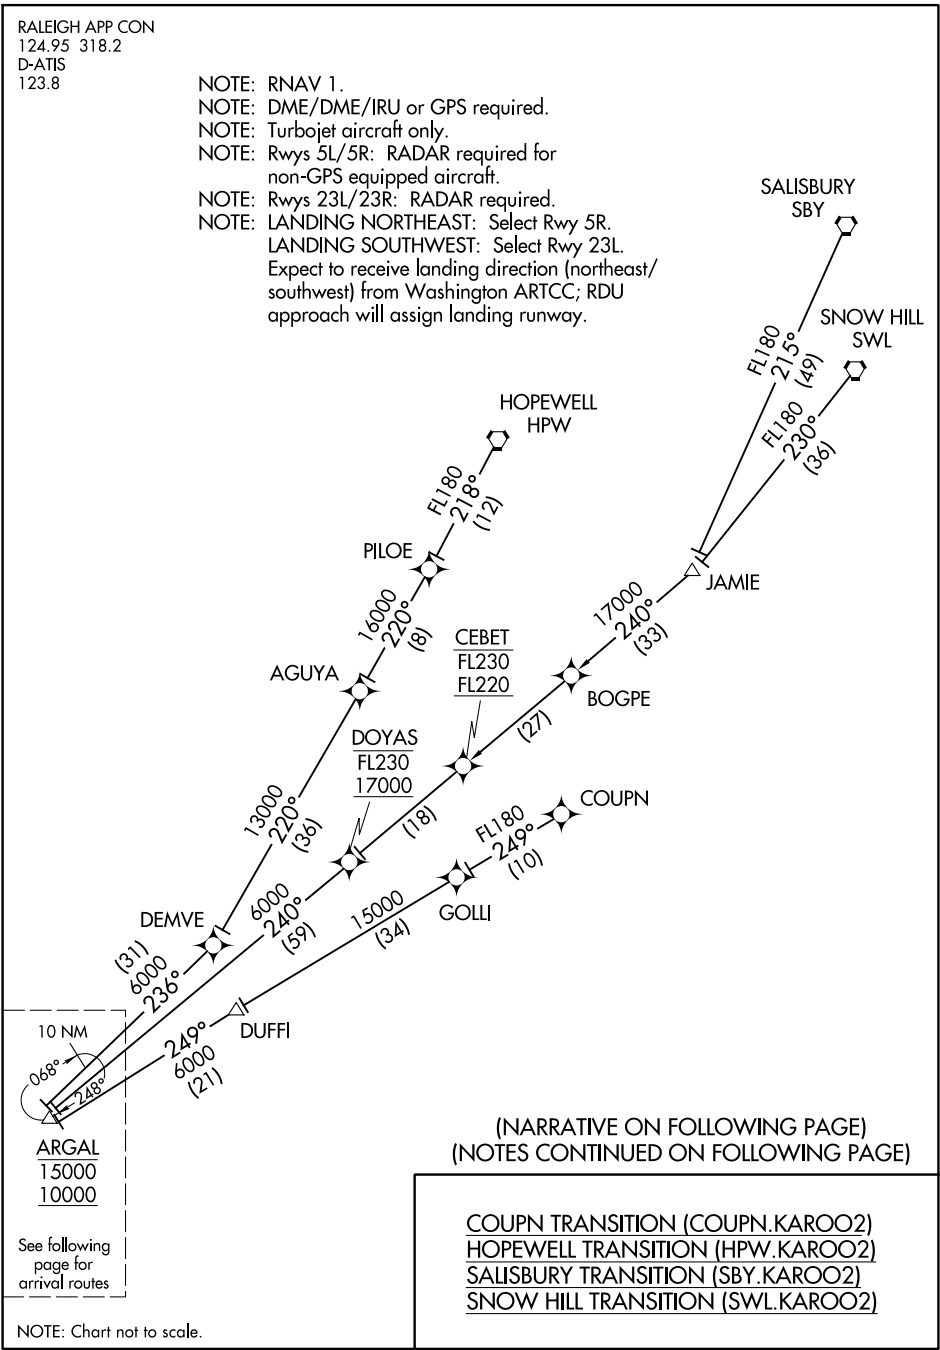 RALEIGH APP CON
124.95 318.2
D-ATIS
123.8
NOTE: RNAV 1.
NOTE: DME/DME/IRU or GPS required.
NOTE: Turbojet aircraft only.
NOTE: Rwys 5L/5R: RADAR required for
non-GPS equipped aircraft.
NOTE: Rwys 23L/23R: RADAR required.
NOTE: LANDING NORTHEAST: Select Rwy 5R.
LANDING SOUTHWEST: Select Rwy 23L.
Expect to receive landing direction (northeast/
southwest) from Washington ARTCC; RDU
approach will assign landing runway.
SALISBURY
SBY
FL180
215°
(49)
SNOW HILL
SWL
FL180
230°
(36)
HOPEWELL
HPW
FL180
218°
(12)
PILOE
JAMIE
16000
220°
(8)
17000
240°
(33)
AGUYA
CEBET
FL230
FL220
BOGPE
(27)
DOYAS
FL230
17000
(18)
13000
220°
(36)
COUPN
FL180
249°
(10)
GOLLI
6000
240°
(59)
15000
(34)
DEMVE
(31)
6000
236°
DUFFI
249°
6000
(21)
10 NM
068°
248°
ARGAL
15000
10000
See following
page for
arrival routes
NOTE: Chart not to scale.
(NARRATIVE ON FOLLOWING PAGE)
(NOTES CONTINUED ON FOLLOWING PAGE)
COUPN TRANSITION (COUPN.KAROO2)
HOPEWELL TRANSITION (HPW.KAROO2)
SALISBURY TRANSITION (SBY.KAROO2)
SNOW HILL TRANSITION (SWL.KAROO2)